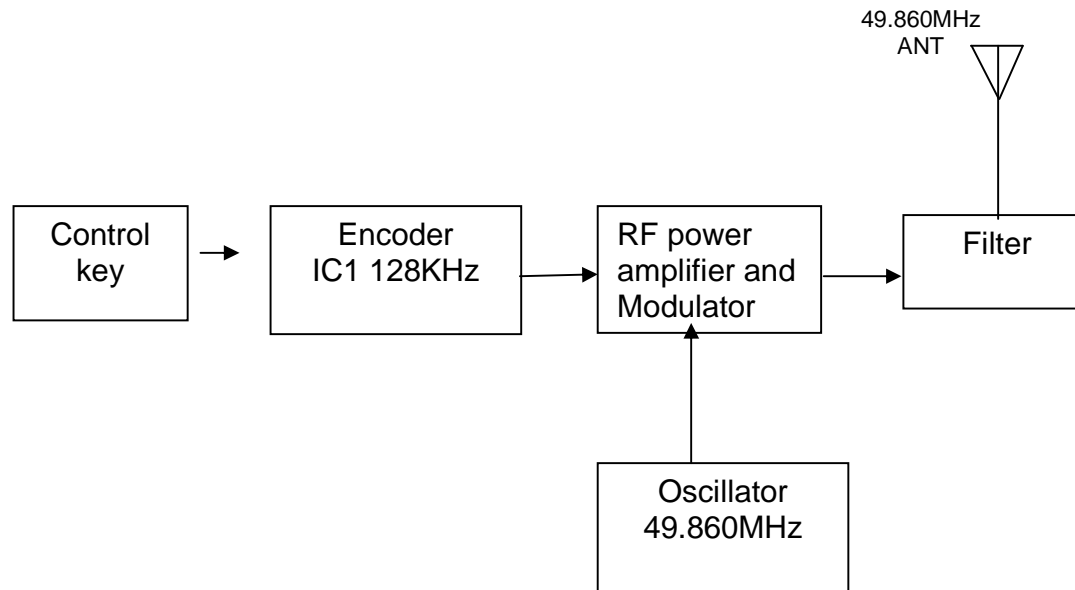 49.860MHz
ANT
Control
key
Encoder
IC1 128KHz
RF power
amplifier and
Modulator
Filter
Oscillator
49.860MHz